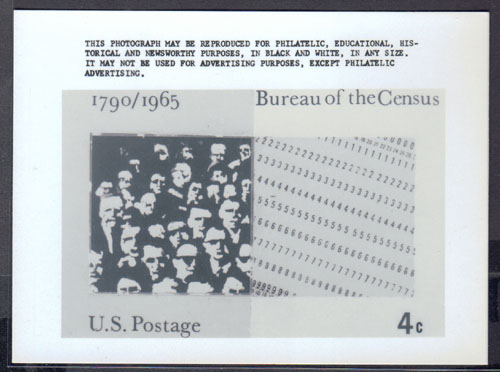 THIS PHOTOGRAPH MAY BE REPRODUCED FOR PHILATELIC, EDUCATIONAL, HIS-
TORICAL AND NEWSWORTHY PURPOSES, IN BLACK AND WHITE, IN ANY SIZE.
IT MAY NOT BE USED FOR ADVERTISING PURPOSES, EXCEPT PHILATELIC
ADVERTISING.
1790/1965 Bureau of the Census
U.S. Postage 4c